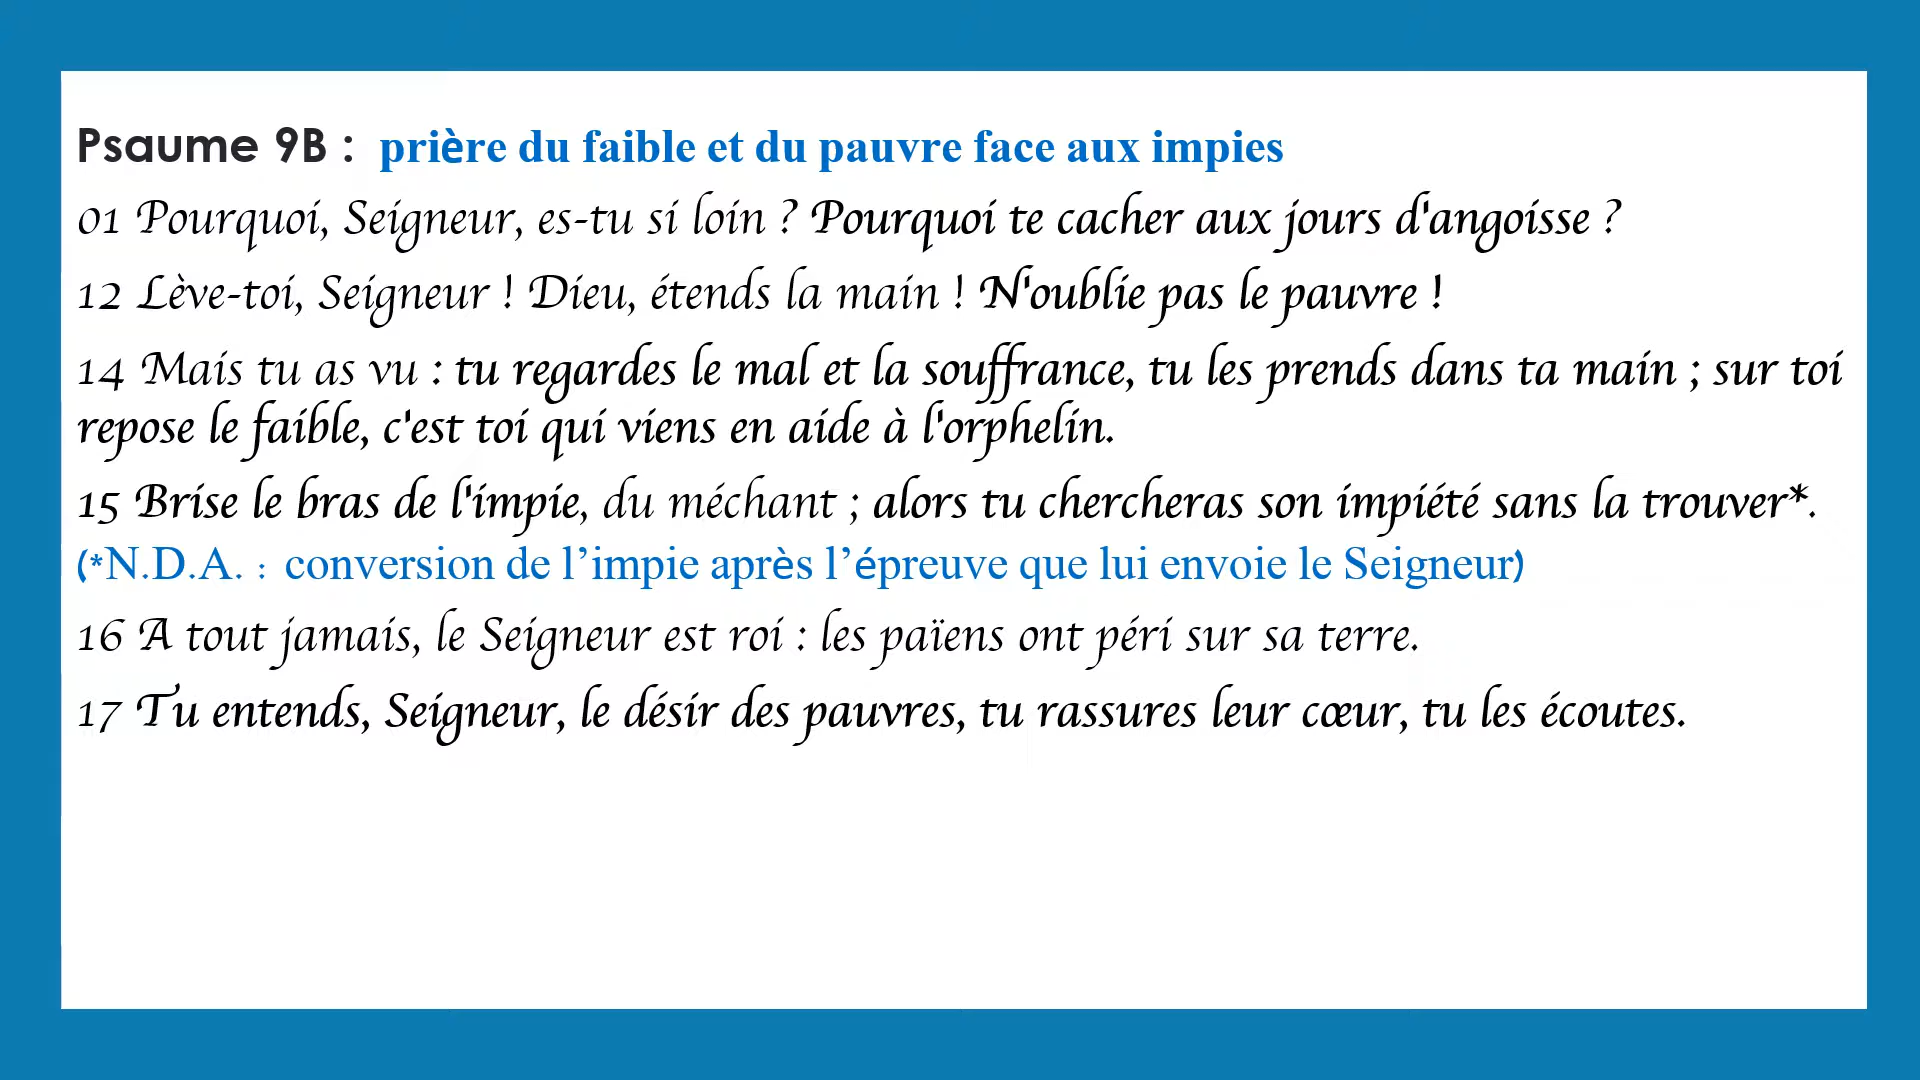 Psaume 9B : prière du faible et du pauvre face aux impies
01 Pourquoi, Seigneur, es-tu si loin ? Pourquoi te cacher aux jours d'angoisse ?
12 Lève-toi, Seigneur ! Dieu, étends la main ! N'oublie pas le pauvre !
14 Mais tu as vu : tu regardes le mal et la souffrance, tu les prends dans ta main ; sur toi
repose le faible, c'est toi qui viens en aide à l'orphelin.
15 Brise le bras de l'impie, du méchant ; alors tu chercheras son impiété sans la trouver*.
(*N.D.A. : conversion de l’impie après l’épreuve que lui envoie le Seigneur)
16 A tout jamais, le Seigneur est roi : les païens ont péri sur sa terre.
17 Tu entends, Seigneur, le désir des pauvres, tu rassures leur cœur, tu les écoutes.